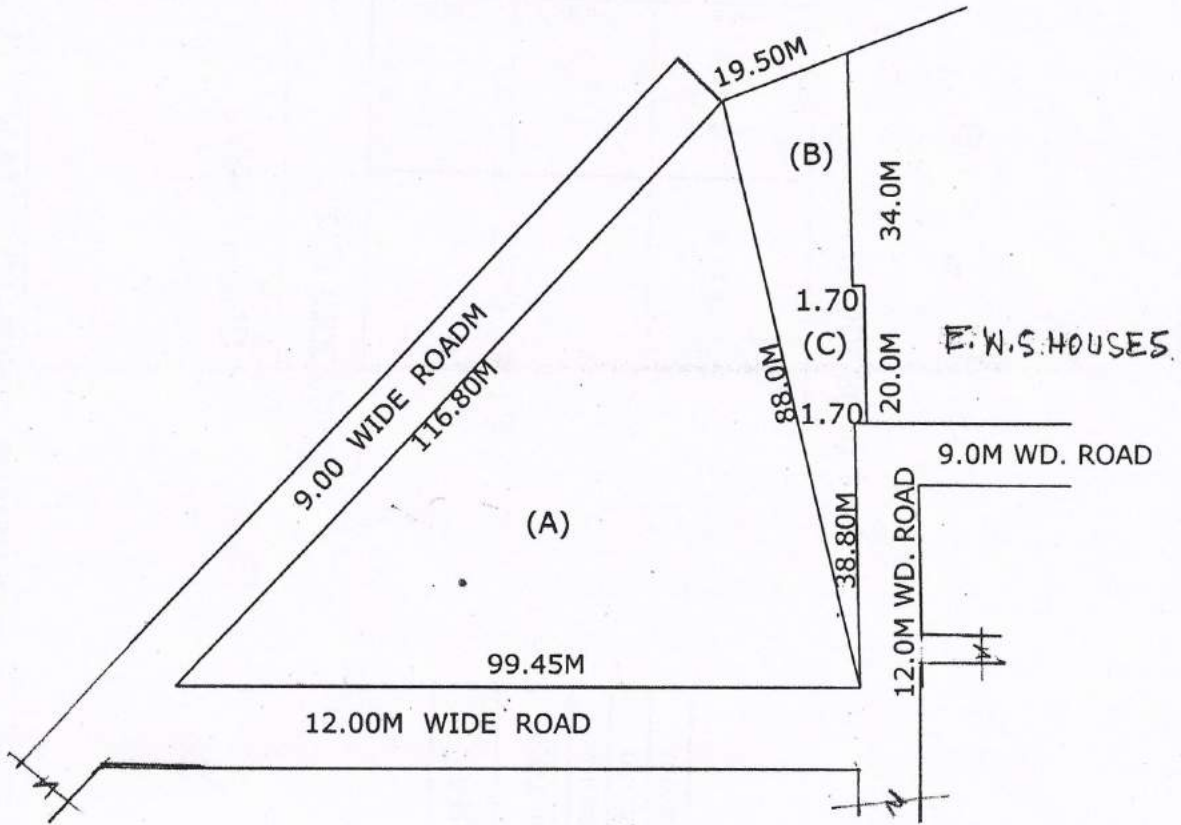 19.50M
(B)
34.0M
1.70
(C)
20.0M
E.W.S.HOUSES
9.00 WIDE ROADM
116.80M
88.0M
1.70
9.0M WD. ROAD
(A)
38.80M
12.0M WD. ROAD
99.45M
12.00M WIDE ROAD